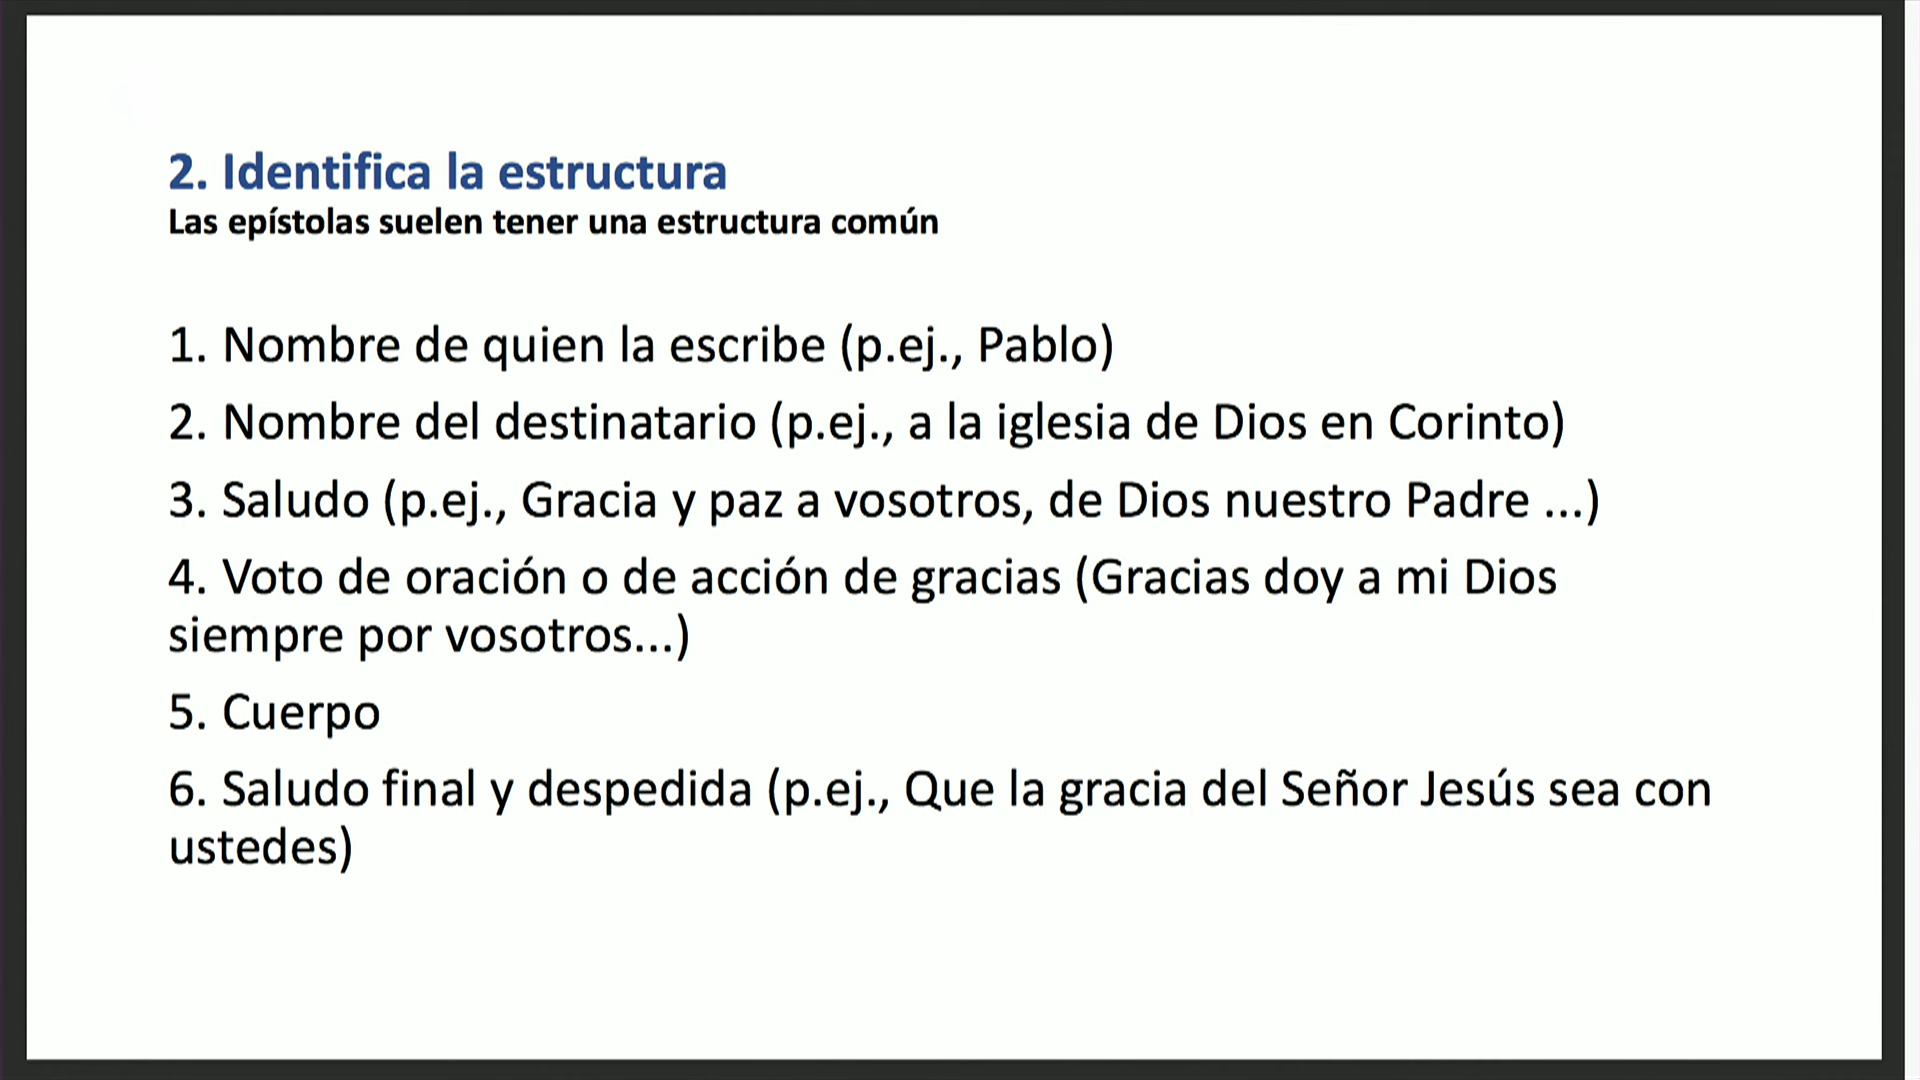 2. Identifica la estructura
Las epístolas suelen tener una estructura común
1. Nombre de quien la escribe (p.ej., Pablo)
2. Nombre del destinatario (p.ej., a la iglesia de Dios en Corinto)
3. Saludo (p.ej., Gracia y paz a vosotros, de Dios nuestro Padre ...)
4. Voto de oración o de acción de gracias (Gracias doy a mi Dios
siempre por vosotros...)
5. Cuerpo
6. Saludo final y despedida (p.ej., Que la gracia del Señor Jesús sea con
ustedes)